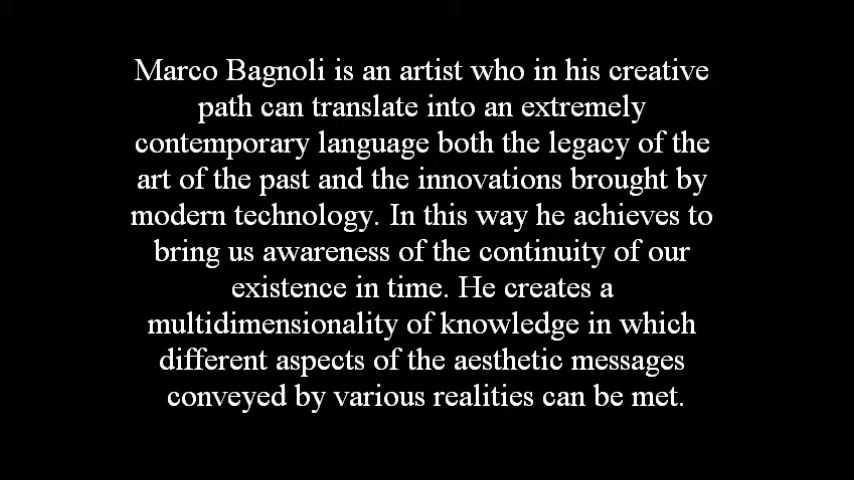 Marco Bagnoli is an artist who in his creative
path can translate into an extremely
contemporary language both the legacy of the
art of the past and the innovations brought by
modern technology. In this way he achieves to
bring us awareness of the continuity of our
existence in time. He creates a
multidimensionality of knowledge in which
different aspects of the aesthetic messages
conveyed by various realities can be met.